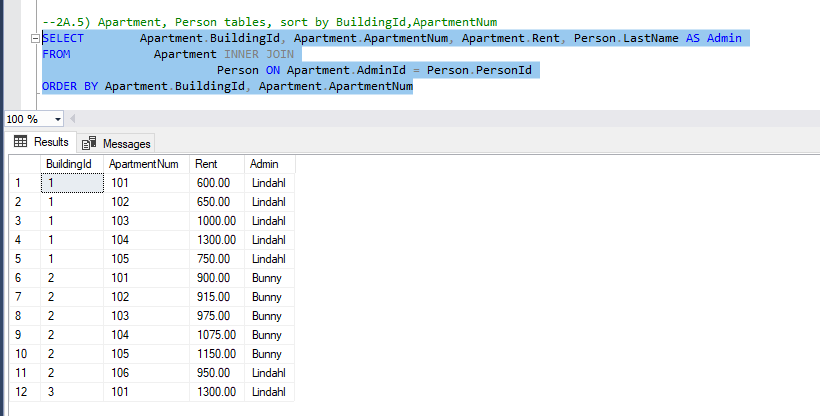 --2A.5) Apartment, Person tables, sort by BuildingId,ApartmentNum
SELECT Apartment.BuildingId, Apartment.ApartmentNum, Apartment.Rent, Person.LastName AS Admin
FROM Apartment INNER JOIN
Person ON Apartment.AdminId = Person.PersonId
ORDER BY Apartment.BuildingId, Apartment.ApartmentNum
100 %
Results Messages
BuildingId ApartmentNum Rent Admin
1 1 101 600.00 Lindahl
2 1 102 650.00 Lindahl
3 1 103 1000.00 Lindahl
4 1 104 1300.00 Lindahl
5 1 105 750.00 Lindahl
6 2 101 900.00 Bunny
7 2 102 915.00 Bunny
8 2 103 975.00 Bunny
9 2 104 1075.00 Bunny
10 2 105 1150.00 Bunny
11 2 106 950.00 Lindahl
12 3 101 1300.00 Lindahl